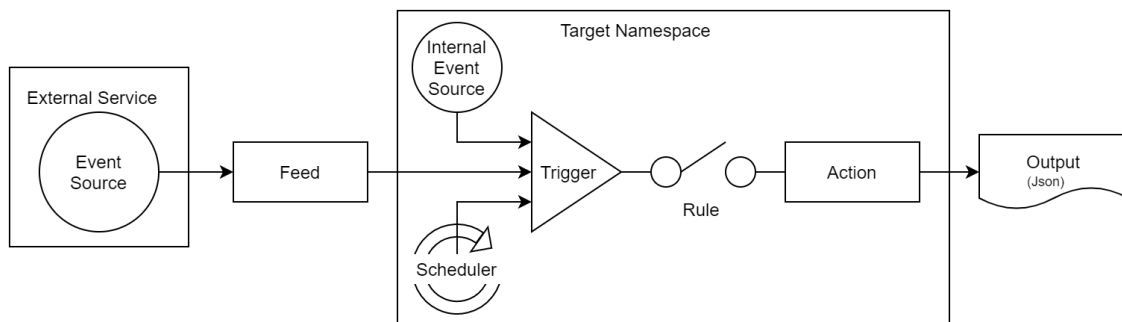 Target Namespace
Internal
Event
Source
External Service
Event
Source
Feed
Trigger
Rule
Action
Output
(Json)
Scheduler